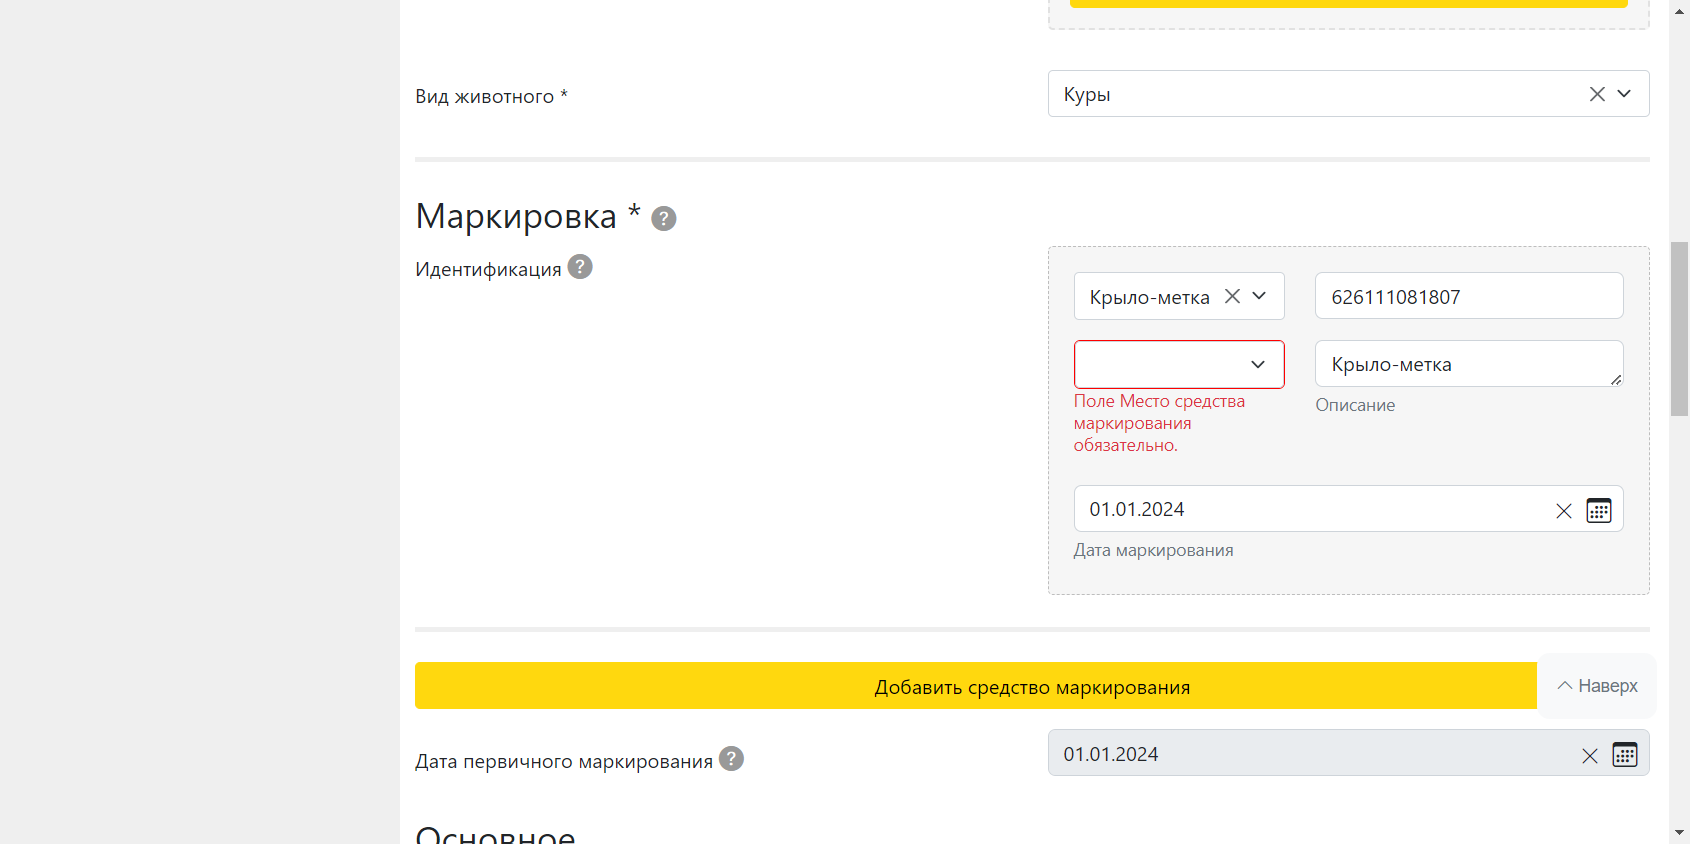 Вид животного *
Куры
Маркировка *
Идентификация
Крыло-метка
626111081807
Поле Место средства
маркирования
обязательно.
Крыло-метка
Описание
01.01.2024
Дата маркирования
Добавить средство маркирования
Наверх
Дата первичного маркирования
01.01.2024
Основное